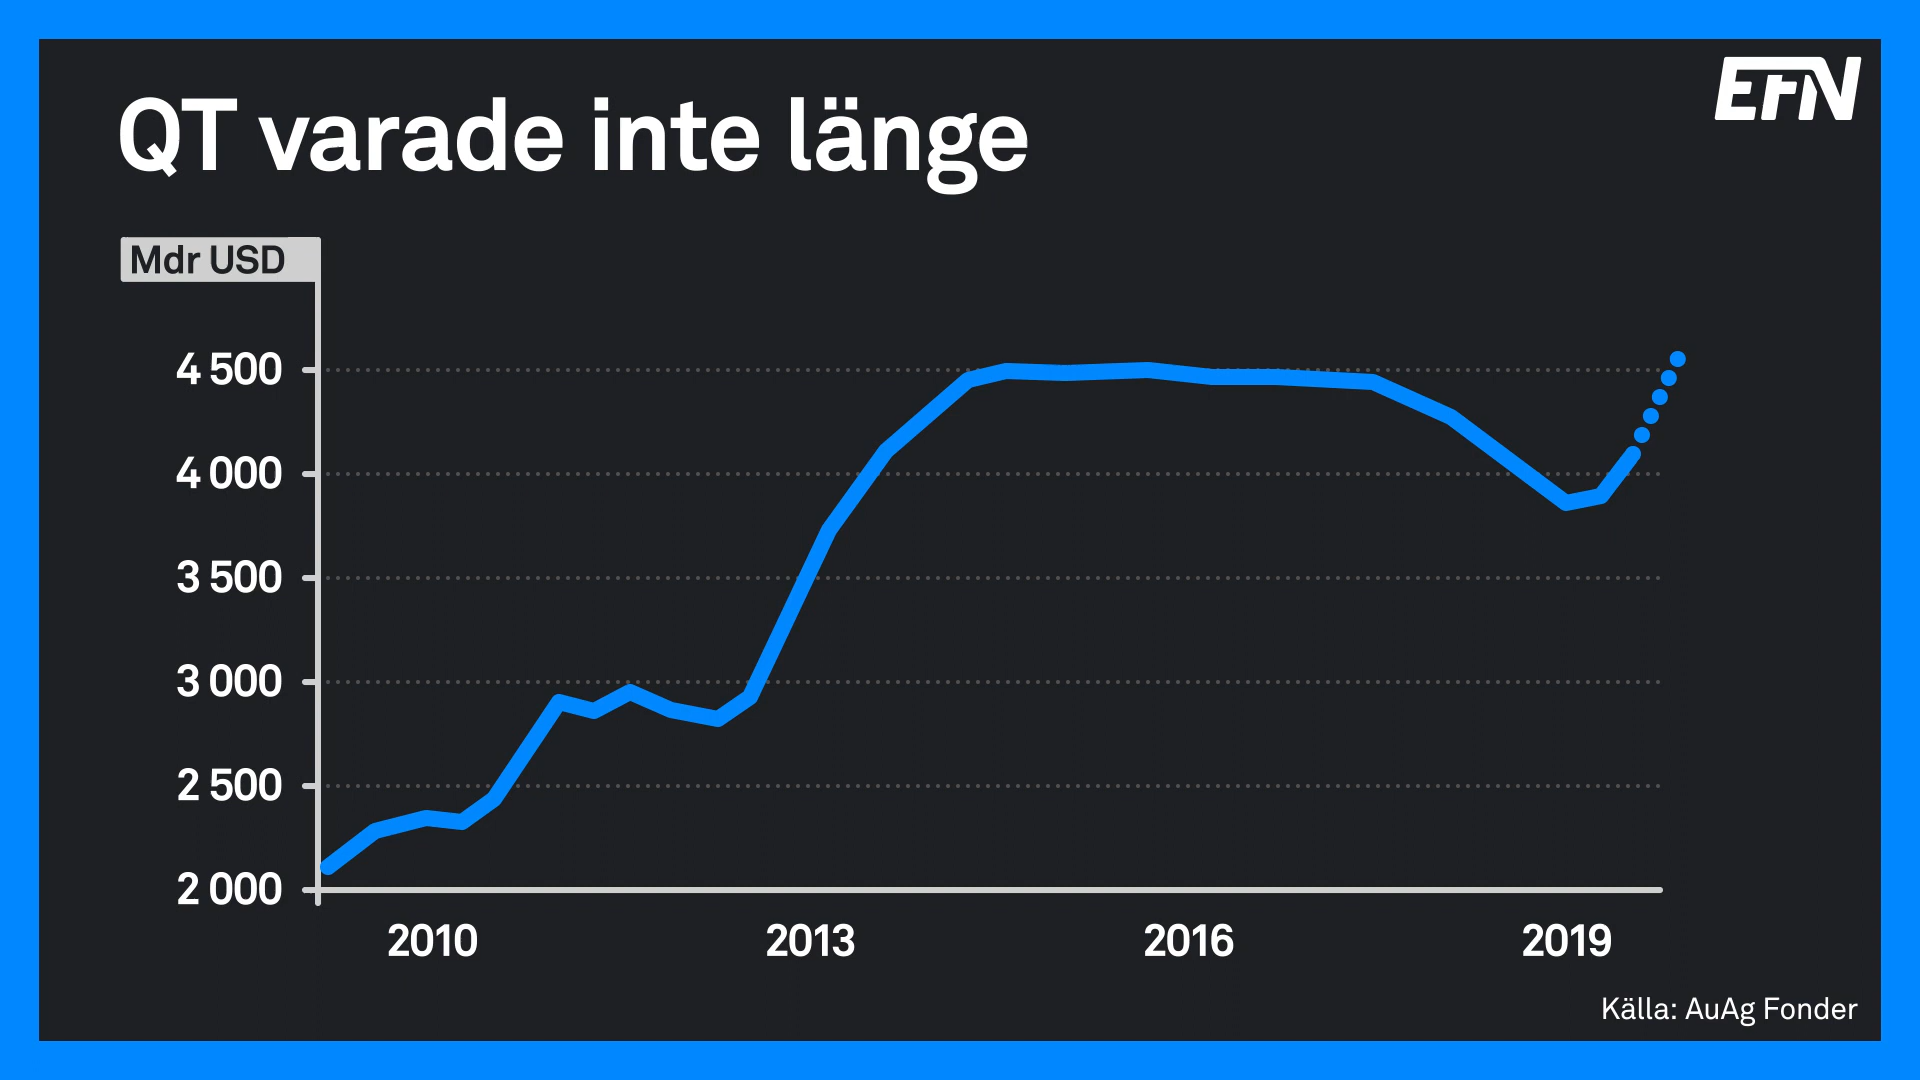 EFN
QT varade inte länge
Mdr USD
4 500
4 000
3 500
3 000
2 500
2 000
2010 2013 2016 2019
Källa: AuAg Fonder